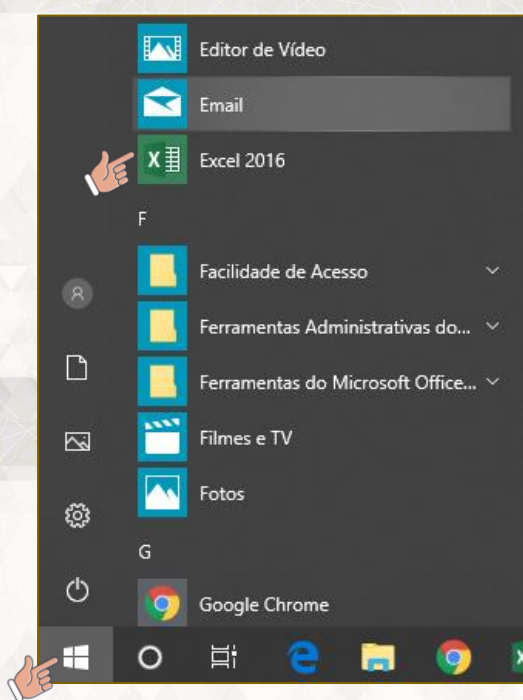 Editor de Vídeo
Email
Excel 2016
F
Facilidade de Acesso
Ferramentas Administrativas do...
Ferramentas do Microsoft Office...
Filmes e TV
Fotos
G
Google Chrome